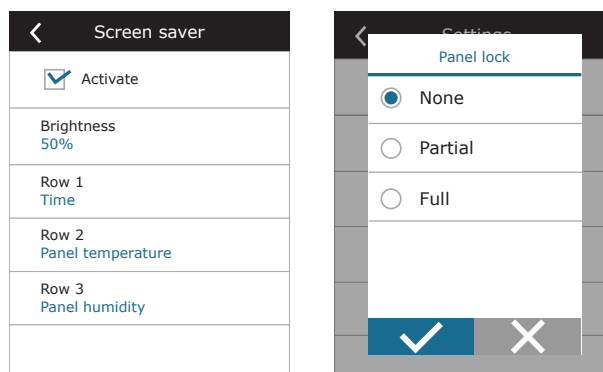 Screen saver
Activate
Brightness
50%
Row 1
Time
Row 2
Panel temperature
Row 3
Panel humidity
Settings
Panel lock
None
Partial
Full